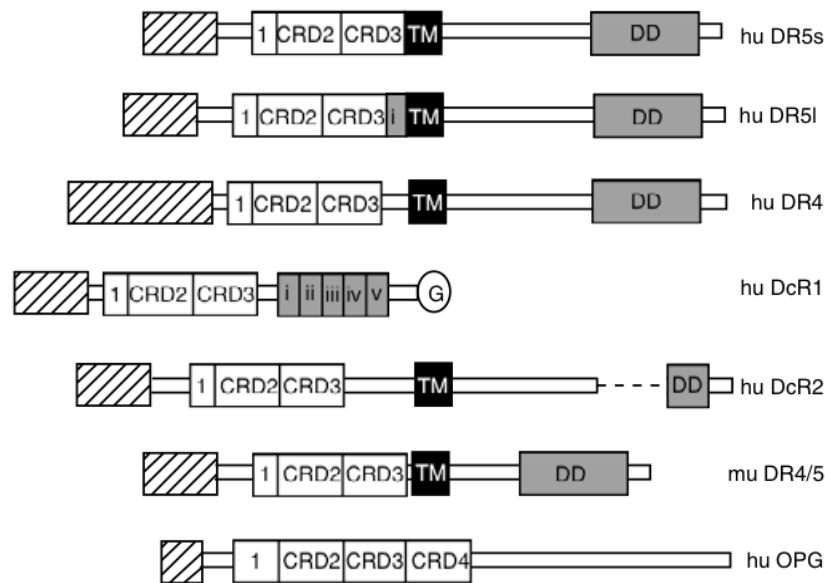 1 CRD2 CRD3 TM DD hu DR5s
1 CRD2 CRD3 i TM DD hu DR5l
1 CRD2 CRD3 TM DD hu DR4
1 CRD2 CRD3 i ii iii iv v G hu DcR1
1 CRD2 CRD3 TM DD hu DcR2
1 CRD2 CRD3 TM DD mu DR4/5
1 CRD2 CRD3 CRD4 hu OPG